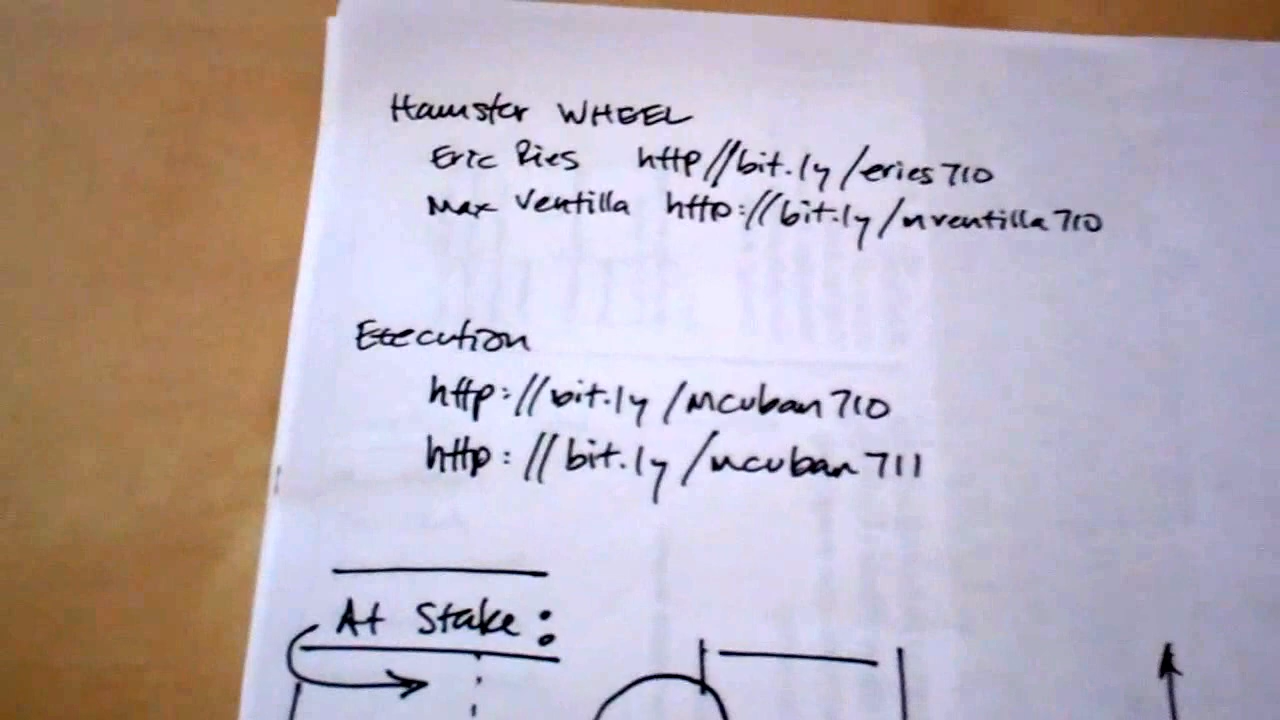 Hamster WHEEL
Eric Ries http//bit.ly/eries710
Max Ventilla http://bit.ly/mventilla710
Execution
http://bit.ly/mcuban710
http://bit.ly/mcuban711
At Stake: